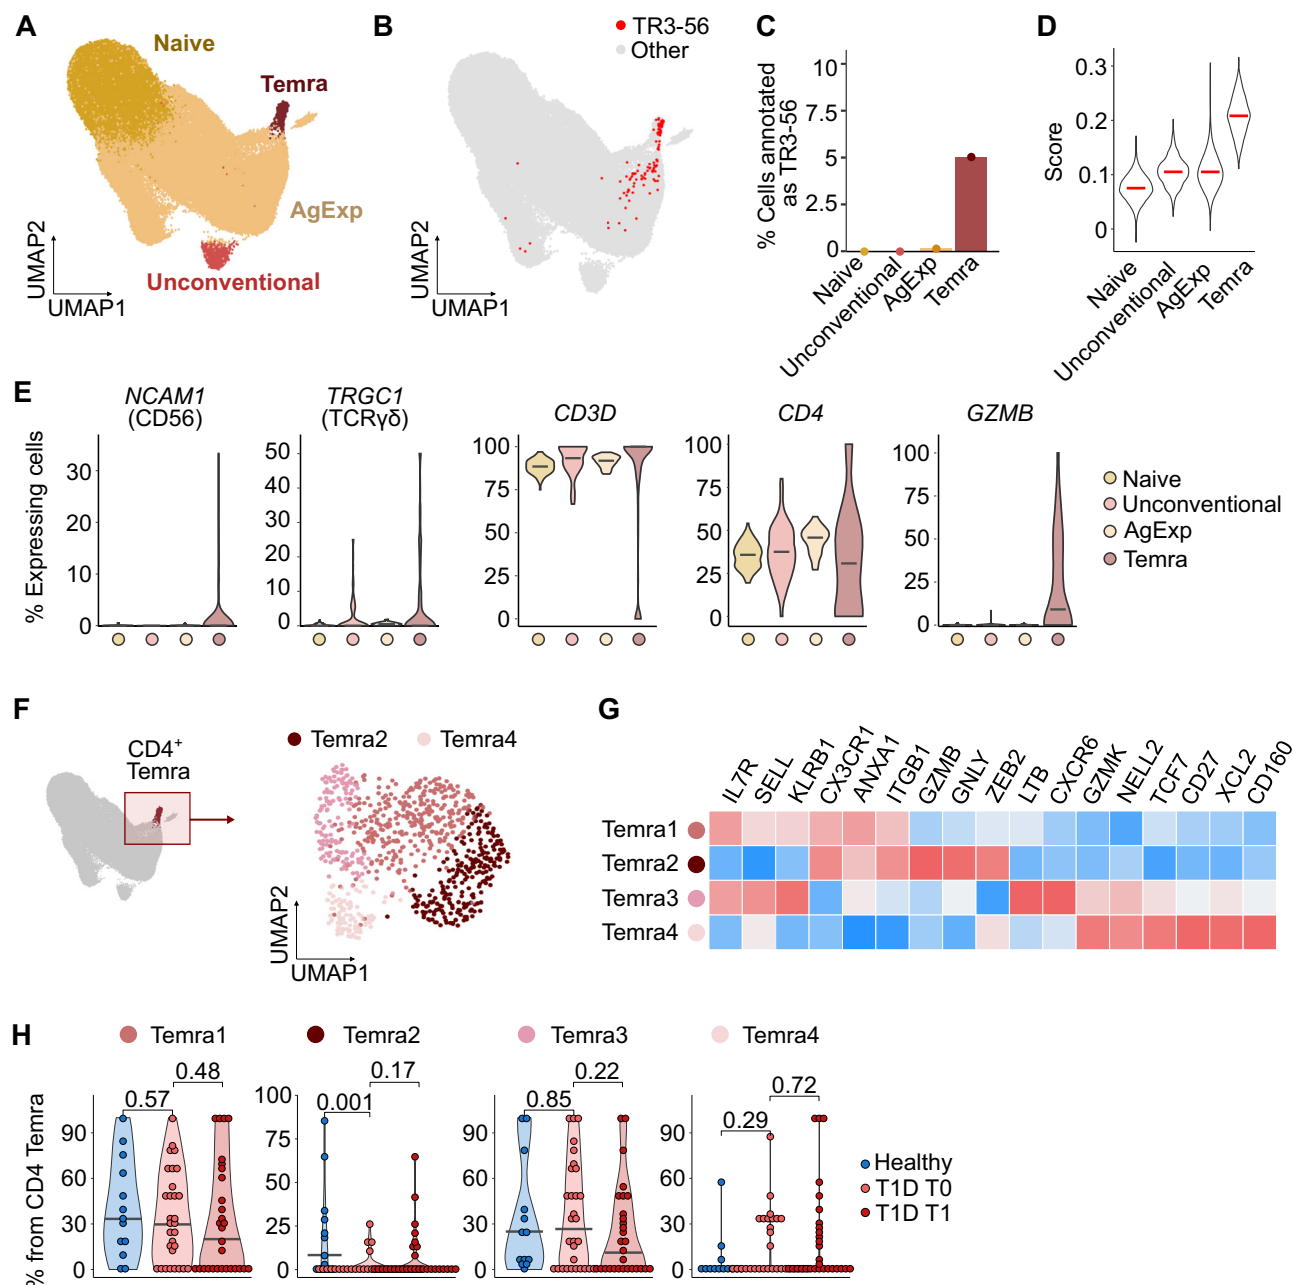 A
Naive
Temra
AgExp
Unconventional
UMAP2
UMAP1
B
TR3-56
Other
UMAP2
UMAP1
C
% Cells annotated
as TR3-56
10
7.5
5
2.5
0
Naive
Unconventional
AgExp
Temra
D
Score
0.3
0.2
0.1
0
Naive
Unconventional
AgExp
Temra
E
% Expressing cells
NCAM1
(CD56)
30
20
10
0
TRGC1
(TCRγδ)
50
40
30
20
10
0
CD3D
100
75
50
25
0
CD4
100
75
50
25
0
GZMB
100
75
50
25
0
Naive
Unconventional
AgExp
Temra
F
CD4+
Temra
Temra2
Temra4
UMAP2
UMAP1
G
IL7R
SELL
KLRB1
CX3CR1
ANXA1
ITGB1
GZMB
GNLY
ZEB2
LTB
CXCR6
GZMK
NELL2
TCF7
CD27
XCL2
CD160
Temra1
Temra2
Temra3
Temra4
H
% from CD4 Temra
Temra1
0.48
0.57
90
60
30
0
Temra2
0.17
0.001
100
75
50
25
0
Temra3
0.22
0.85
90
60
30
0
Temra4
0.72
0.29
90
60
30
0
Healthy
T1D T0
T1D T1